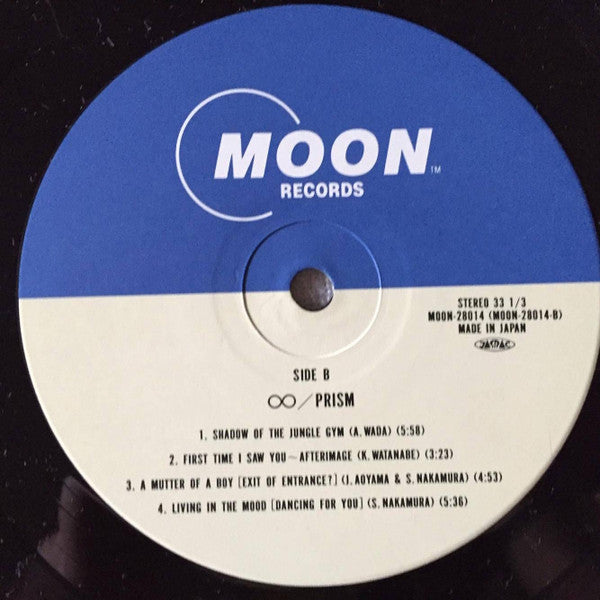 MOON™
RECORDS
STEREO 33 1/3
MOON-28014 (MOON-28014-B)
MADE IN JAPAN
JASRAC
SIDE B
∞/PRISM
1. SHADOW OF THE JUNGLE GYM (A. WADA) (5:58)
2. FIRST TIME I SAW YOU~AFTERIMAGE (K. WATANABE) (3:23)
3. A MUTTER OF A BOY [EXIT OF ENTRANCE?] (I. AOYAMA & S. NAKAMURA) (4:53)
4. LIVING IN THE MOOD [DANCING FOR YOU] (S. NAKAMURA) (5:36)